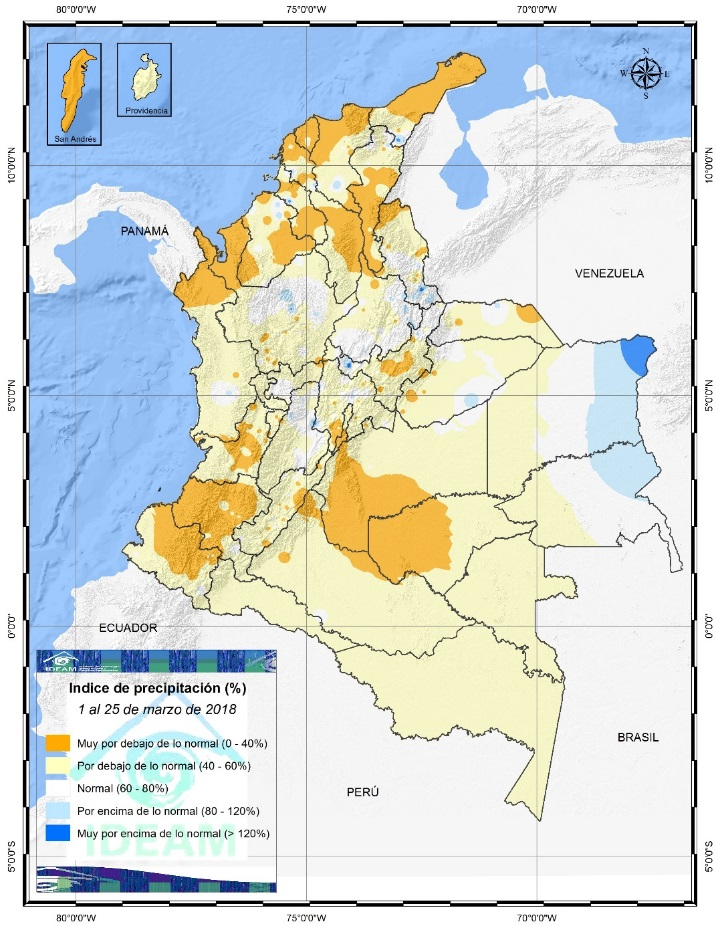 80°0'0"W 75°0'0"W 70°0'0"W
San Andrés
Providencia
N
W E
S
10°0'0"N 10°0'0"N
PANAMÁ
VENEZUELA
5°0'0"N 5°0'0"N
ECUADOR
0°0'0" 0°0'0"
IDEAM
Indice de precipitación (%)
1 al 25 de marzo de 2018
Muy por debajo de lo normal (0 - 40%)
Por debajo de lo normal (40 - 60%)
Normal (60 - 80%)
Por encima de lo normal (80 - 120%)
Muy por encima de lo normal (> 120%)
IDEAM
BRASIL
PERÚ
5°0'0"S 5°0'0"S
80°0'0"W 75°0'0"W 70°0'0"W